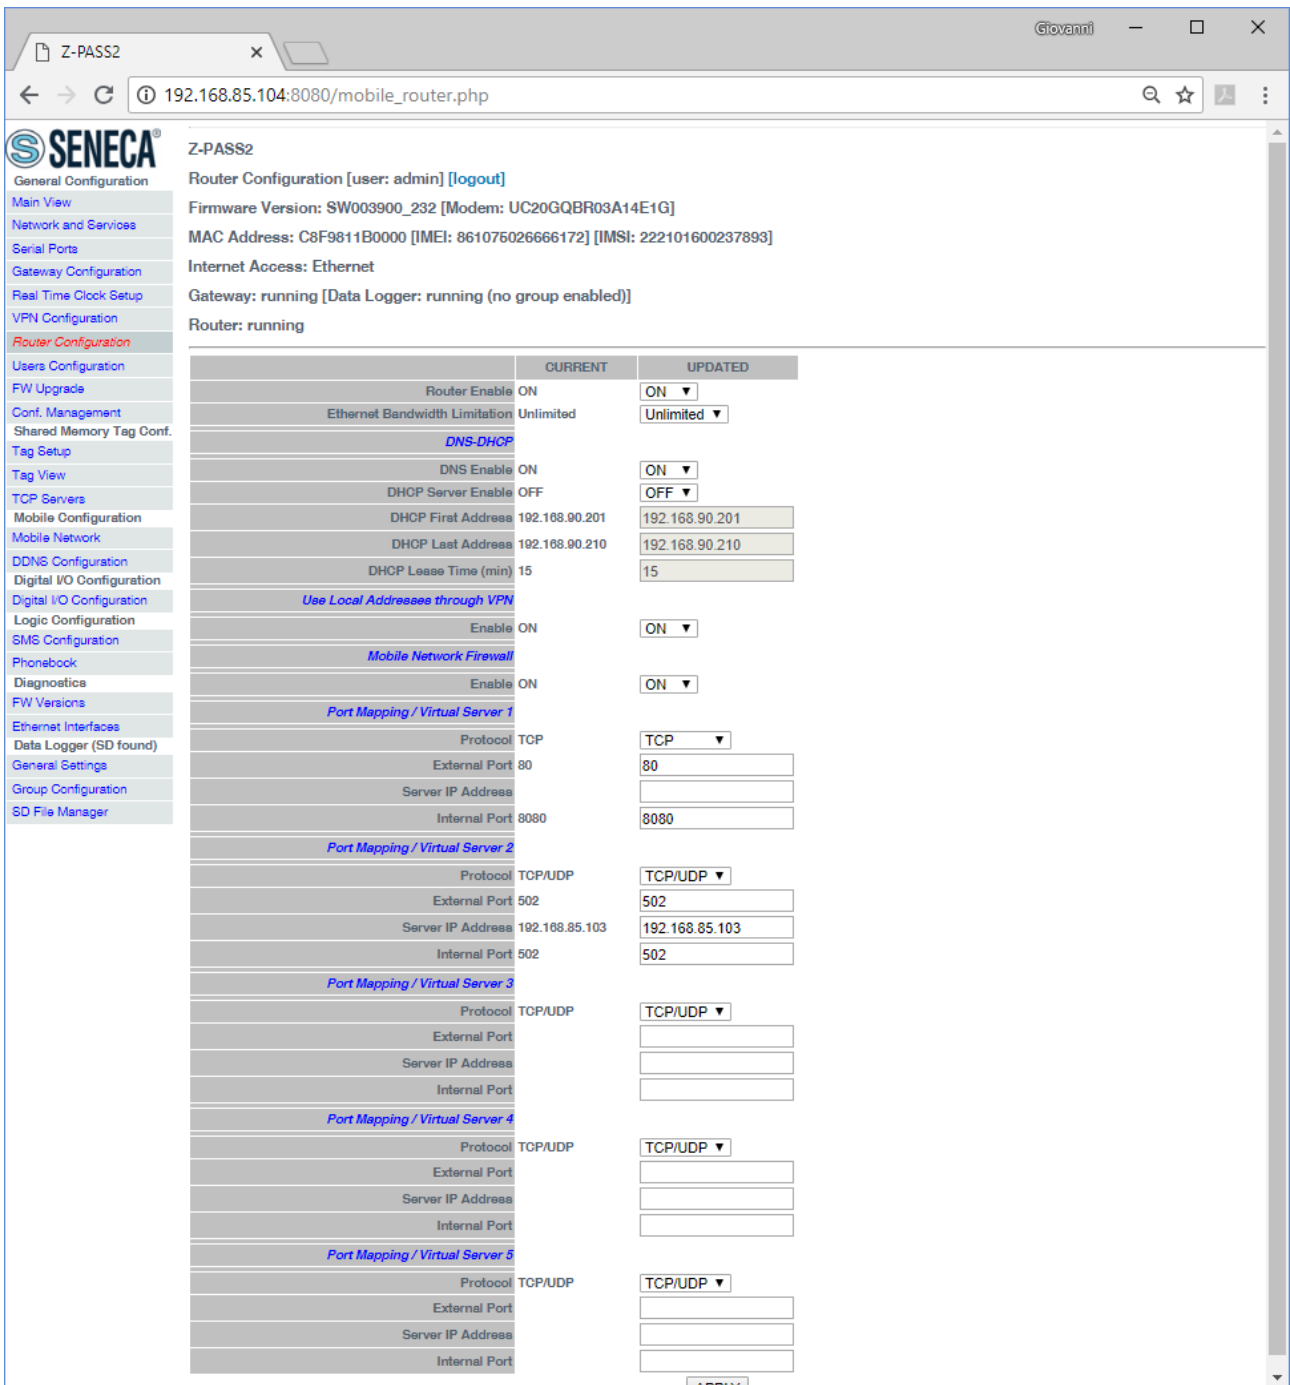 Giovanni
Z-PASS2
192.168.85.104:8080/mobile_router.php
SENECA®
General Configuration
Main View
Network and Services
Serial Ports
Gateway Configuration
Real Time Clock Setup
VPN Configuration
Router Configuration
Users Configuration
FW Upgrade
Conf. Management
Shared Memory Tag Conf.
Tag Setup
Tag View
TCP Servers
Mobile Configuration
Mobile Network
DDNS Configuration
Digital I/O Configuration
Digital I/O Configuration
Logic Configuration
SMS Configuration
Phonebook
Diagnostics
FW Versions
Ethernet Interfaces
Data Logger (SD found)
General Settings
Group Configuration
SD File Manager
Z-PASS2
Router Configuration [user: admin] [logout]
Firmware Version: SW003900_232 [Modem: UC20GQBR03A14E1G]
MAC Address: C8F9811B0000 [IMEI: 861075026666172] [IMSI: 222101600237893]
Internet Access: Ethernet
Gateway: running [Data Logger: running (no group enabled)]
Router: running
CURRENT UPDATED
Router Enable ON ON
Ethernet Bandwidth Limitation Unlimited Unlimited
DNS-DHCP
DNS Enable ON ON
DHCP Server Enable OFF OFF
DHCP First Address 192.168.90.201 192.168.90.201
DHCP Last Address 192.168.90.210 192.168.90.210
DHCP Lease Time (min) 15 15
Use Local Addresses through VPN
Enable ON ON
Mobile Network Firewall
Enable ON ON
Port Mapping / Virtual Server 1
Protocol TCP TCP
External Port 80 80
Server IP Address
Internal Port 8080 8080
Port Mapping / Virtual Server 2
Protocol TCP/UDP TCP/UDP
External Port 502 502
Server IP Address 192.168.85.103 192.168.85.103
Internal Port 502 502
Port Mapping / Virtual Server 3
Protocol TCP/UDP TCP/UDP
External Port
Server IP Address
Internal Port
Port Mapping / Virtual Server 4
Protocol TCP/UDP TCP/UDP
External Port
Server IP Address
Internal Port
Port Mapping / Virtual Server 5
Protocol TCP/UDP TCP/UDP
External Port
Server IP Address
Internal Port